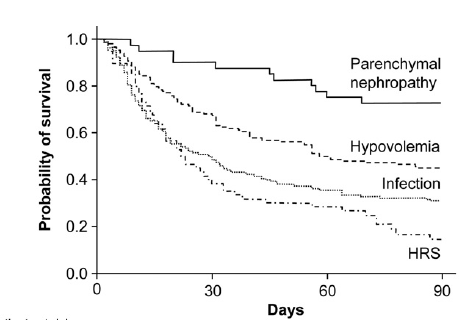 1.0
0.8
0.6
0.4
0.2
0.0
Probability of survival
Parenchymal
nephropathy
Hypovolemia
Infection
HRS
0 30 60 90
Days